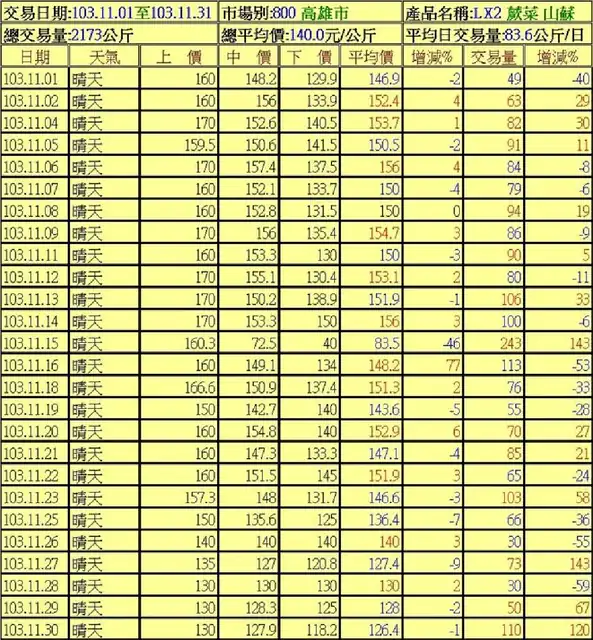 交易日期:103.11.01至103.11.31 市場別:800 高雄市 產品名稱:LX2 蕨菜 山蘇
總交易量:2173公斤 總平均價:140.0元/公斤 平均日交易量:83.6公斤/日
日期 天氣 上 價 中 價 下 價 平均價 增減% 交易量 增減%
103.11.01 晴天 160 148.2 129.9 146.9 -2 49 -40
103.11.02 晴天 160 156 133.9 152.4 4 63 29
103.11.04 晴天 170 152.6 140.5 153.7 1 82 30
103.11.05 晴天 159.5 150.6 141.5 150.5 -2 91 11
103.11.06 晴天 170 157.4 137.5 156 4 84 -8
103.11.07 晴天 160 152.1 133.7 150 -4 79 -6
103.11.08 晴天 160 152.8 131.5 150 0 94 19
103.11.09 晴天 170 156 135.4 154.7 3 86 -9
103.11.11 晴天 160 153.3 130 150 -3 90 5
103.11.12 晴天 170 155.1 130.4 153.1 2 80 -11
103.11.13 晴天 170 150.2 138.9 151.9 -1 106 33
103.11.14 晴天 170 153.3 150 156 3 100 -6
103.11.15 晴天 160.3 72.5 40 83.5 -46 243 143
103.11.16 晴天 160 149.1 134 148.2 77 113 -53
103.11.18 晴天 166.6 150.9 137.4 151.3 2 76 -33
103.11.19 晴天 150 142.7 140 143.6 -5 55 -28
103.11.20 晴天 160 154.8 140 152.9 6 70 27
103.11.21 晴天 160 147.3 133.3 147.1 -4 85 21
103.11.22 晴天 160 151.5 145 151.9 3 65 -24
103.11.23 晴天 157.3 148 131.7 146.6 -3 103 58
103.11.25 晴天 150 135.6 125 136.4 -7 66 -36
103.11.26 晴天 140 140 140 140 3 30 -55
103.11.27 晴天 135 127 120.8 127.4 -9 73 143
103.11.28 晴天 130 130 130 130 2 30 -59
103.11.29 晴天 130 128.3 125 128 -2 50 67
103.11.30 晴天 130 127.9 118.2 126.4 -1 110 120